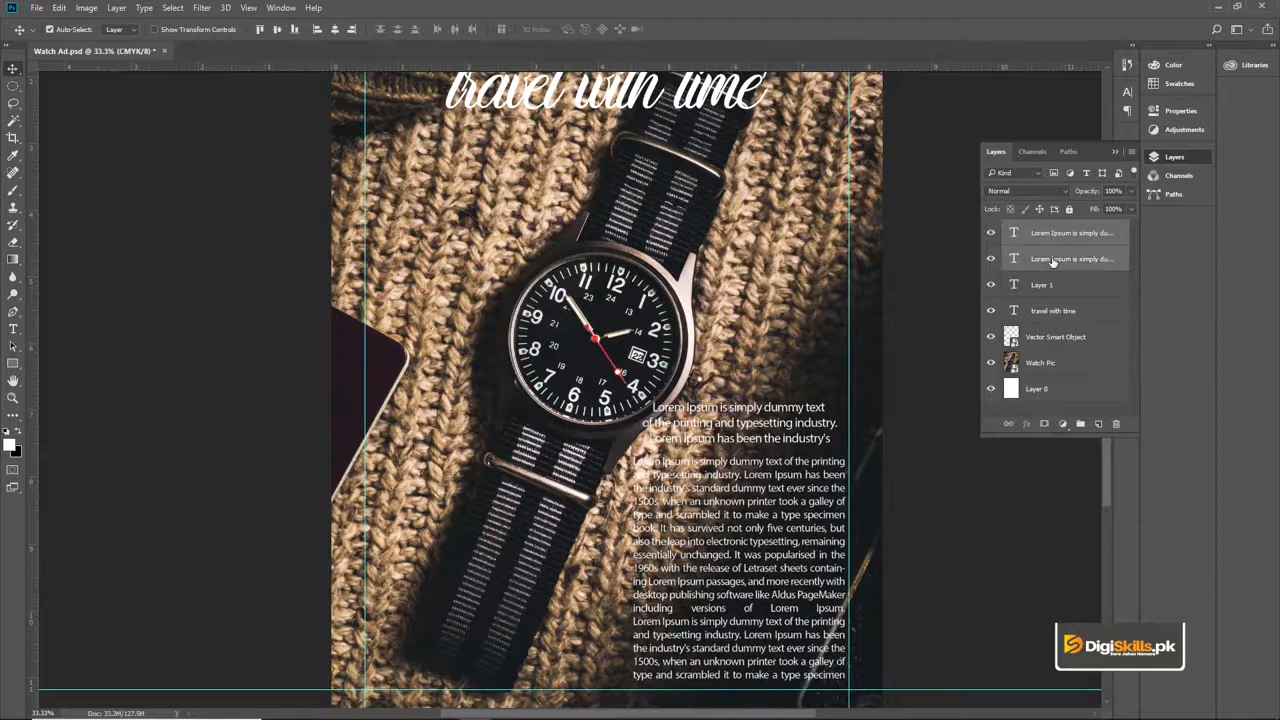 File Edit Image Layer Type Select Filter 3D View Window Help
Auto-Select: Layer Show Transform Controls
Watch Ad.psd @ 33.3% (CMYK/8) *
Color
Swatches
Properties
Adjustments
Layers
Channels
Paths
Libraries
Layers Channels Paths
Kind
Normal Opacity: 100%
Lock: Fill: 100%
Lorem Ipsum is simply du...
Lorem Ipsum is simply du...
Layer 1
travel with time
Vector Smart Object
Watch Pic
Layer 0
travel with time
Lorem Ipsum is simply dummy text
of the printing and typesetting industry.
Lorem Ipsum has been the industry's
Lorem Ipsum is simply dummy text of the printing
and typesetting industry. Lorem Ipsum has been
the industry's standard dummy text ever since the
1500s, when an unknown printer took a galley of
type and scrambled it to make a type specimen
book. It has survived not only five centuries, but
also the leap into electronic typesetting, remaining
essentially unchanged. It was popularised in the
1960s with the release of Letraset sheets contain-
ing Lorem Ipsum passages, and more recently with
desktop publishing software like Aldus PageMaker
including versions of Lorem Ipsum.
Lorem Ipsum is simply dummy text of the printing
and typesetting industry. Lorem Ipsum has been
the industry's standard dummy text ever since the
1500s, when an unknown printer took a galley of
type and scrambled it to make a type specimen
DigiSkills.pk
33.33% Doc: 33.2M/127.5M